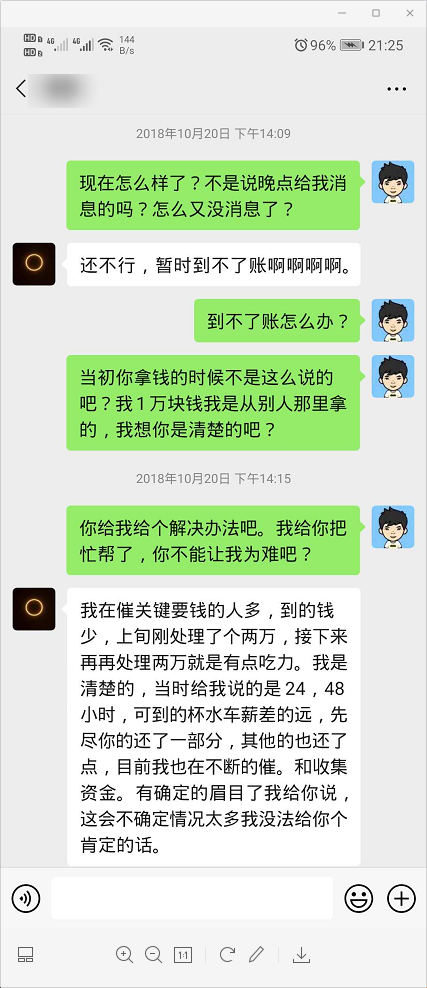 HD 1 4G 4G 144 96% 21:25
HD 2 B/s
2018年10月20日 下午14:09
现在怎么样了？不是说晚点给我消
息的吗？怎么又没消息了？
还不行，暂时到不了账啊啊啊啊。
到不了账怎么办？
当初你拿钱的时候不是这么说的
吧？我１万块钱我是从别人那里拿
的，我想你是清楚的吧？
2018年10月20日 下午14:15
你给我给个解决办法吧。我给你把
忙帮了，你不能让我为难吧？
我在催关键要钱的人多，到的钱
少，上旬刚处理了个两万，接下来
再再处理两万就是有点吃力。我是
清楚的，当时给我说的是 24，48
小时，可到的杯水车薪差的远，先
尽你的还了一部分，其他的也还了
点，目前我也在不断的催。和收集
资金。有确定的眉目了我给你说，
这会不确定情况太多我没法给你个
肯定的话。
1:1